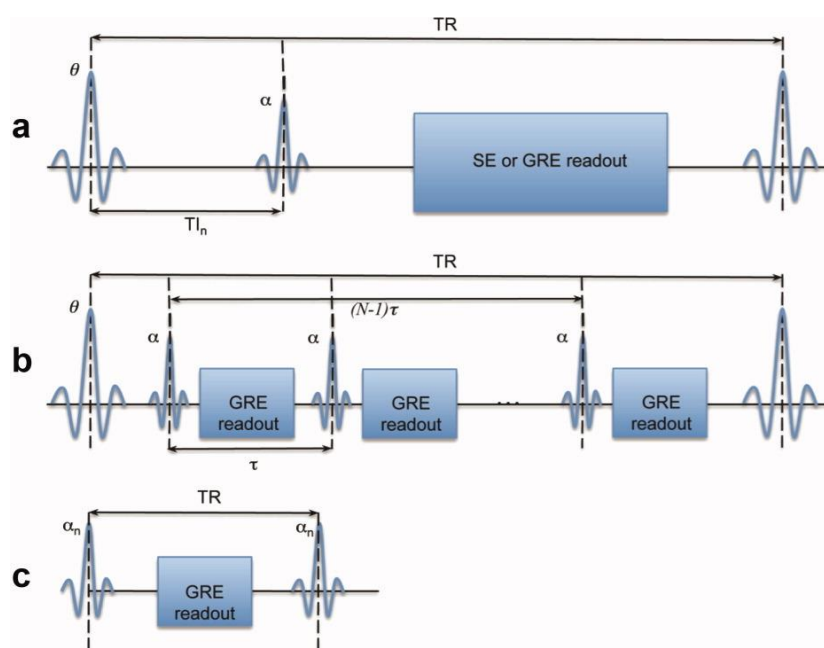 TR
θ
α
a
SE or GRE readout
TIₙ
TR
θ
(N-1)τ
α
α
α
b
GRE
readout
GRE
readout
...
GRE
readout
τ
TR
αₙ
αₙ
c
GRE
readout